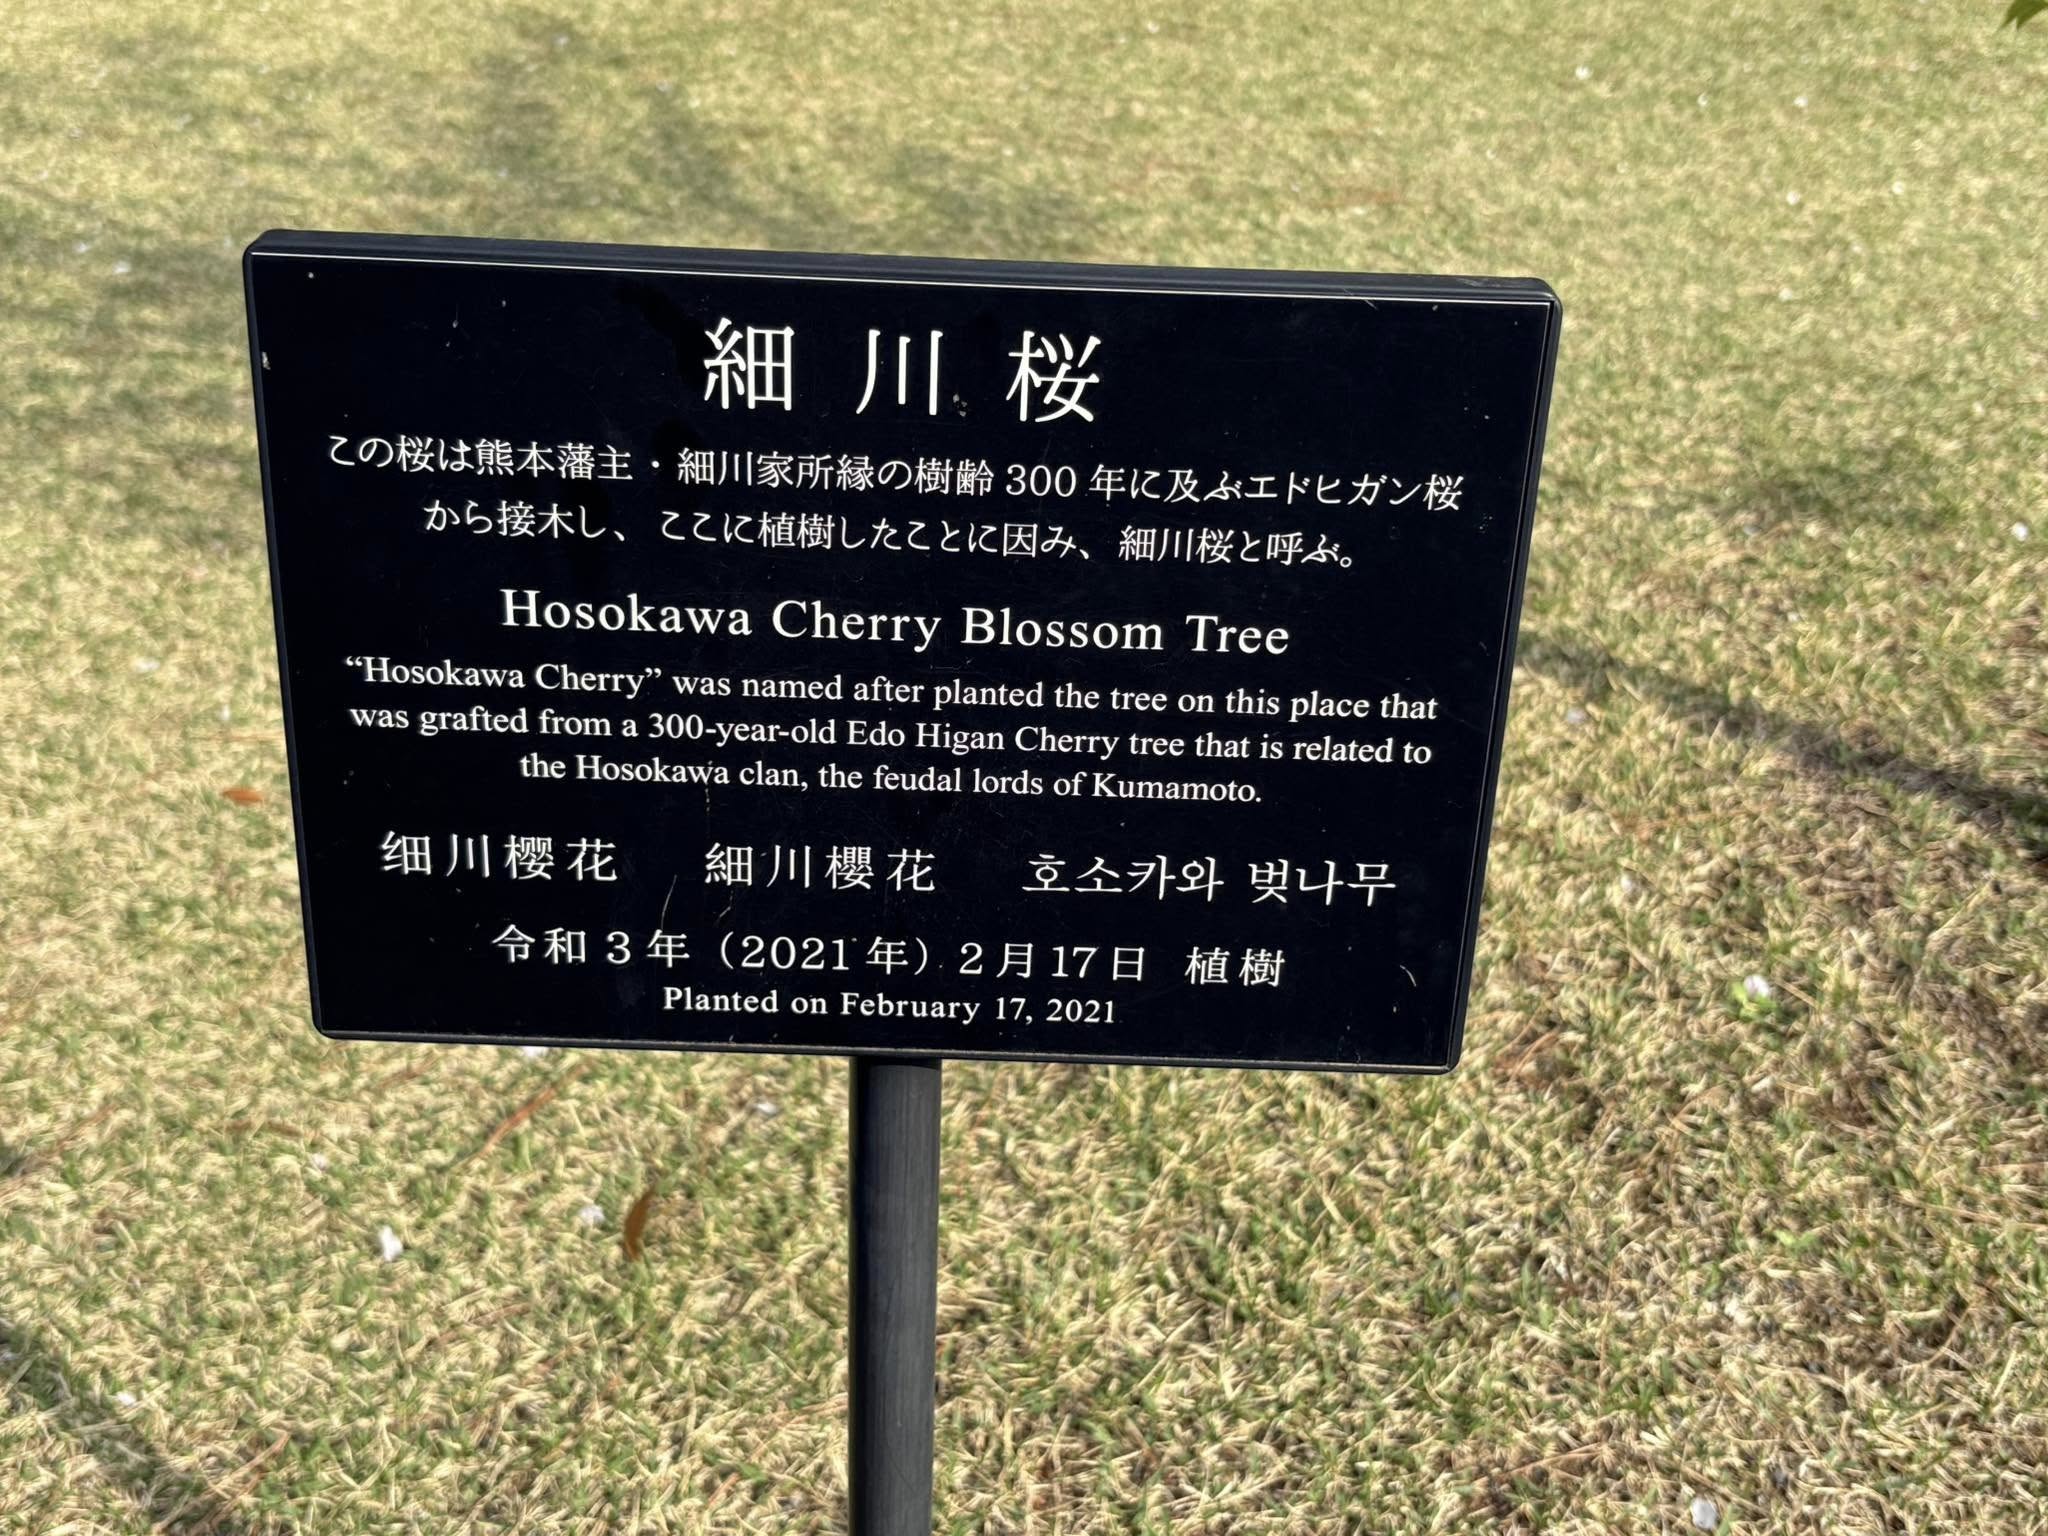 細川桜
この桜は熊本藩主・細川家所縁の樹齢300年に及ぶエドヒガン桜
から接木し、ここに植樹したことに因み、細川桜と呼ぶ。
Hosokawa Cherry Blossom Tree
“Hosokawa Cherry” was named after planted the tree on this place that
was grafted from a 300-year-old Edo Higan Cherry tree that is related to
the Hosokawa clan, the feudal lords of Kumamoto.
细川樱花 細川櫻花 호소카와 벚나무
令和3年（2021年）2月17日 植樹
Planted on February 17, 2021